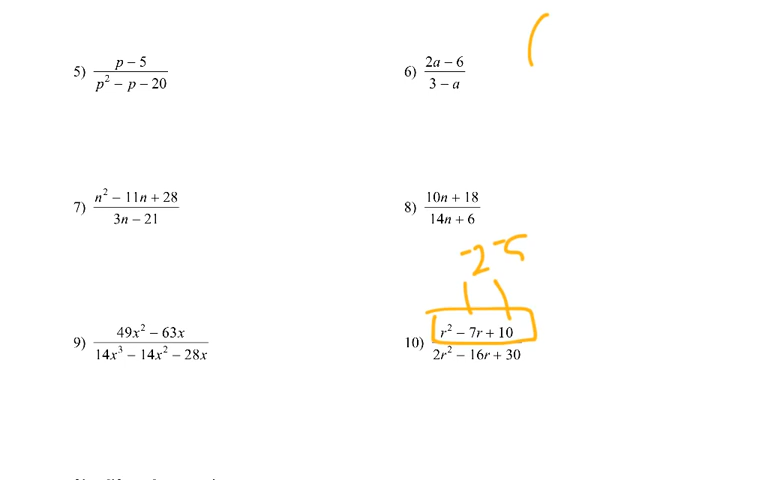 (
5) (p − 5)/(p² − p − 20)
6) (2a − 6)/(3 − a)
7) (n² − 11n + 28)/(3n − 21)
8) (10n + 18)/(14n + 6)
-2 -5
9) (49x² − 63x)/(14x³ − 14x² − 28x)
10) (r² − 7r + 10)/(2r² − 16r + 30)